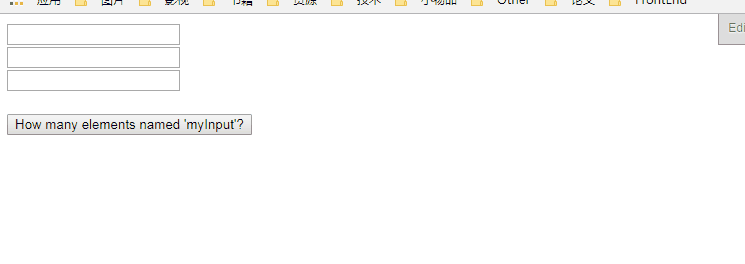 应用 图片 影视 书籍 资源 技术 小物品 Other 论文 FrontEnd
Edi
How many elements named 'myInput'?